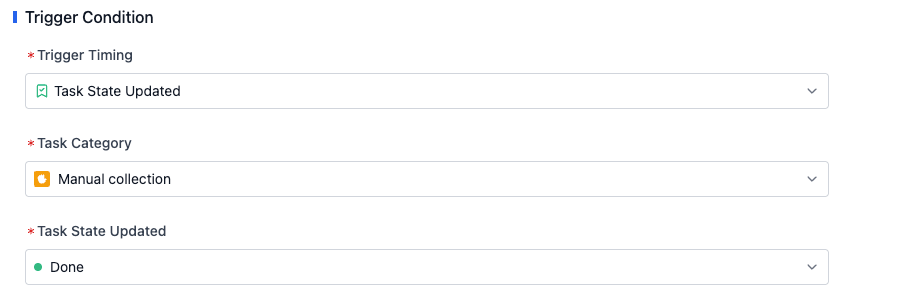 Trigger Condition
* Trigger Timing
Task State Updated
* Task Category
Manual collection
* Task State Updated
Done